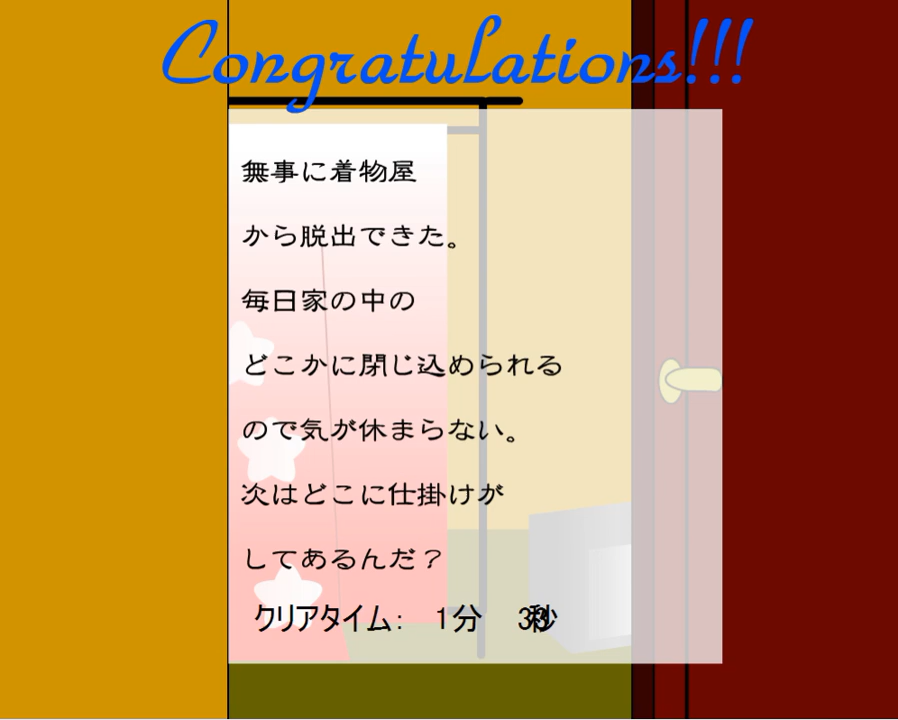 Congratulations!!!
無事に着物屋
から脱出できた。
毎日家の中の
どこかに閉じ込められる
ので気が休まらない。
次はどこに仕掛けが
してあるんだ？
クリアタイム: 1分 33秒